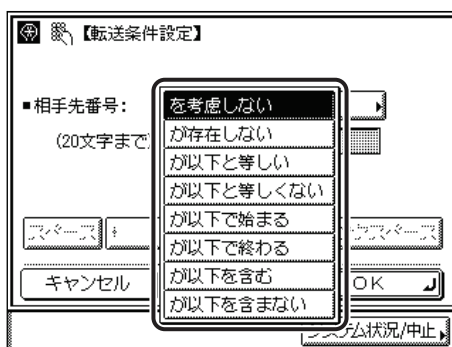 【転送条件設定】
■相手先番号:
(20文字まで)
を考慮しない
が存在しない
が以下と等しい
が以下と等しくない
が以下で始まる
が以下で終わる
が以下を含む
が以下を含まない
スペース
キャンセル
OK
システム状況/中止